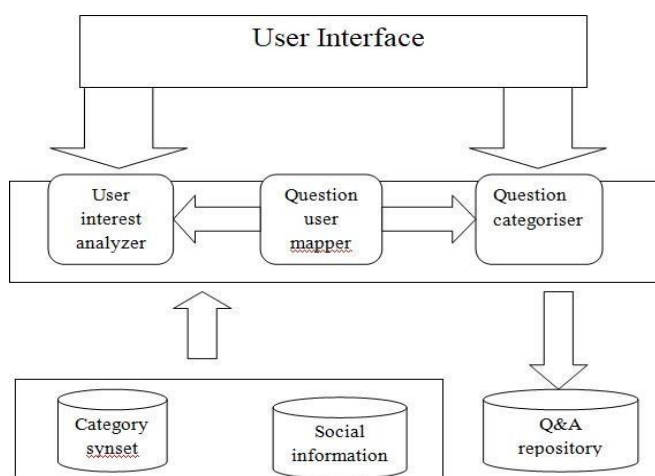 User Interface
User
interest
analyzer
Question
user
mapper
Question
categoriser
Category
synset
Social
information
Q&A
repository